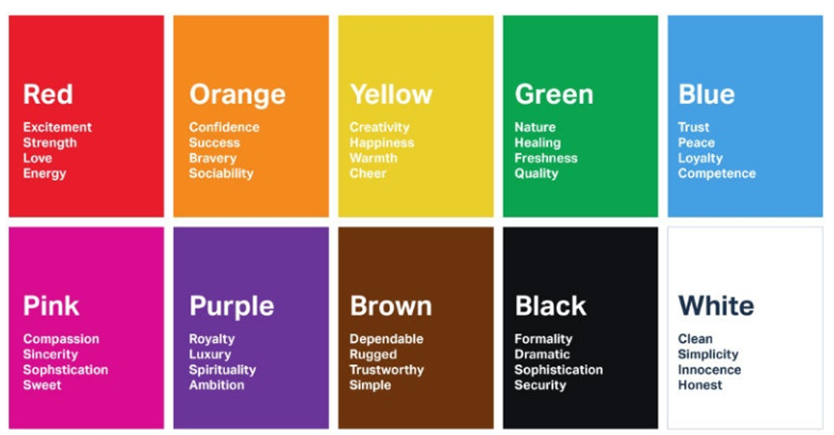 Red
Excitement
Strength
Love
Energy
Orange
Confidence
Success
Bravery
Sociability
Yellow
Creativity
Happiness
Warmth
Cheer
Green
Nature
Healing
Freshness
Quality
Blue
Trust
Peace
Loyalty
Competence
Pink
Compassion
Sincerity
Sophstication
Sweet
Purple
Royalty
Luxury
Spirituality
Ambition
Brown
Dependable
Rugged
Trustworthy
Simple
Black
Formality
Dramatic
Sophistication
Security
White
Clean
Simplicity
Innocence
Honest